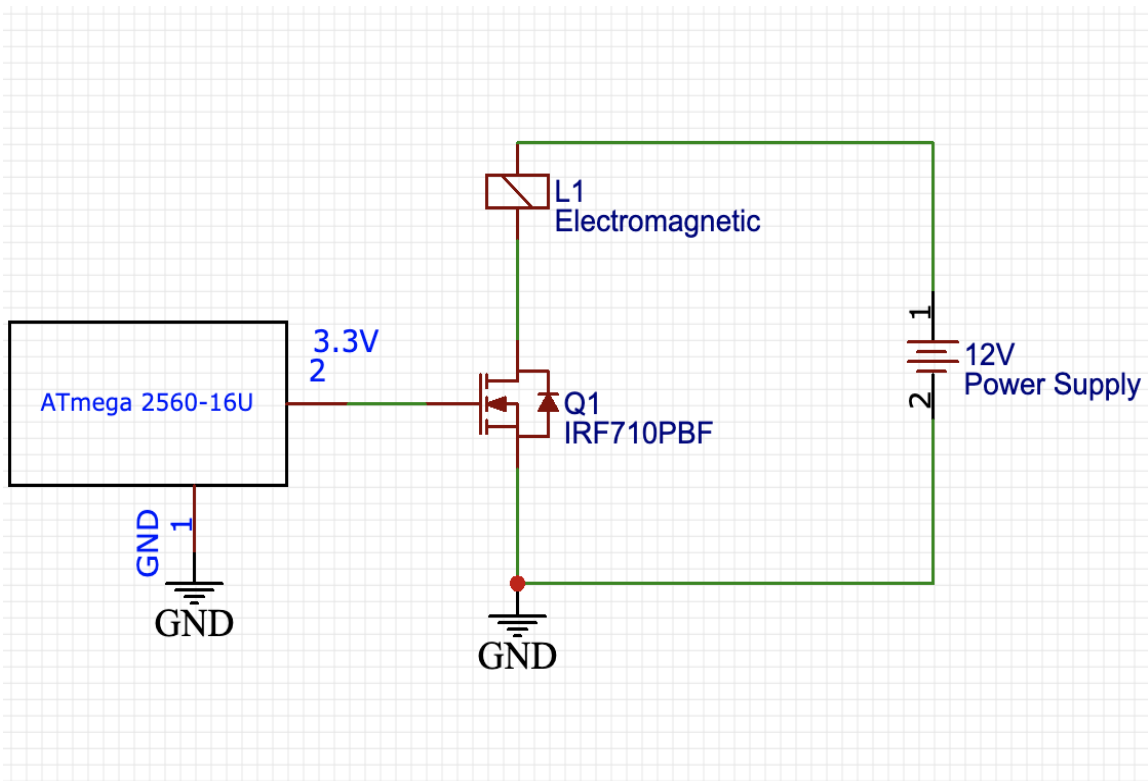 L1
Electromagnetic
1
12V
Power Supply
2
3.3V
2
ATmega 2560-16U
Q1
IRF710PBF
GND
1
GND
GND